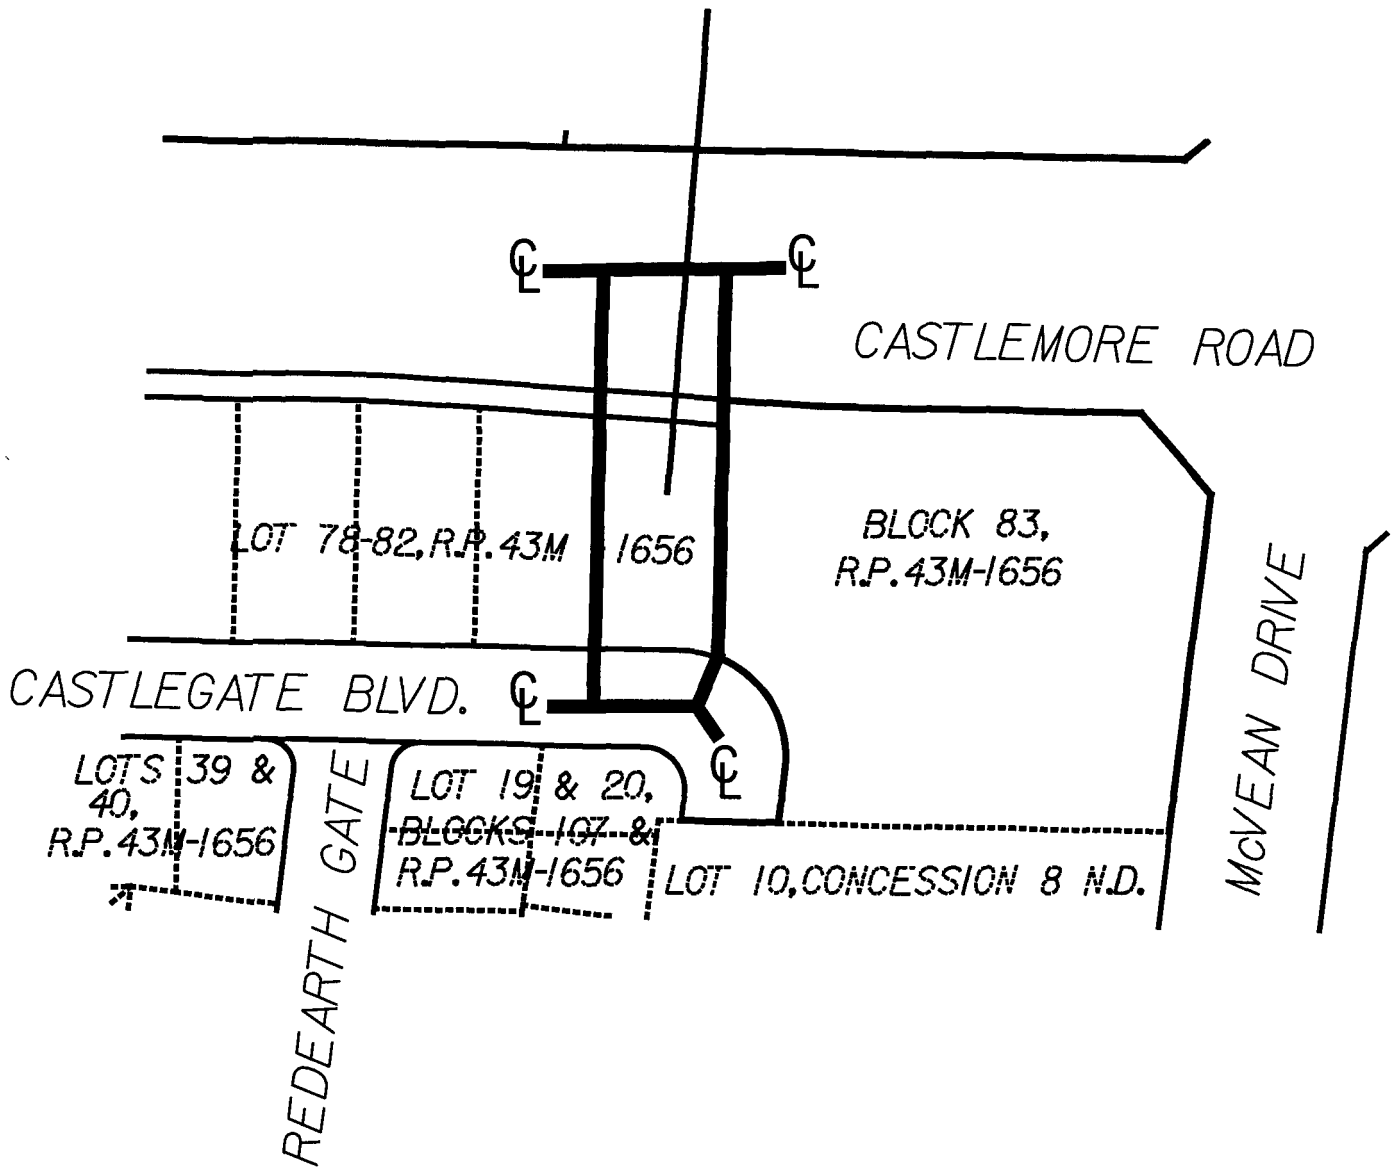 ℄
℄
CASTLEMORE ROAD
LOT 78-82, R.P. 43M 1656
BLOCK 83,
R.P. 43M-1656
CASTLEGATE BLVD.
℄
℄
McVEAN DRIVE
LOTS 39 &
40,
R.P. 43M-1656
REDEARTH GATE
LOT 19 & 20,
BLOCKS 107 &
R.P. 43M-1656
LOT 10, CONCESSION 8 N.D.